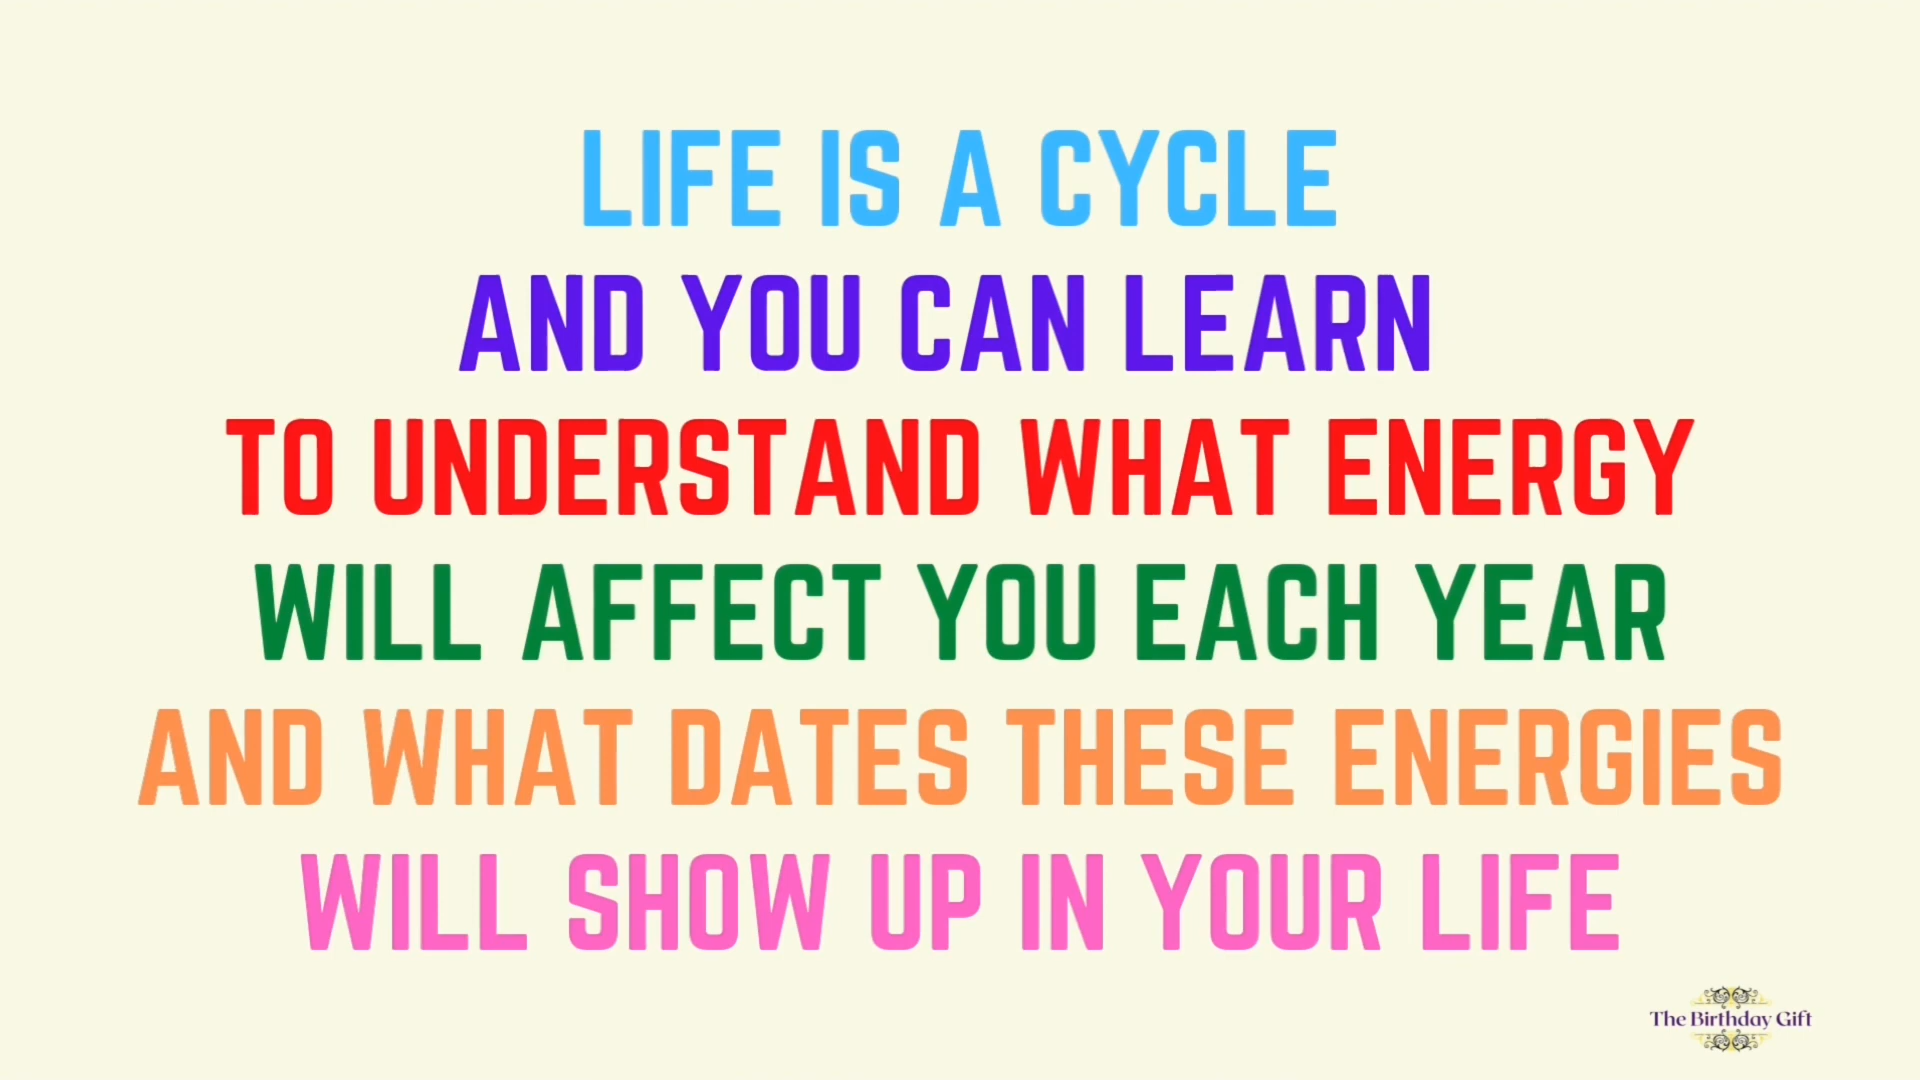 LIFE IS A CYCLE
AND YOU CAN LEARN
TO UNDERSTAND WHAT ENERGY
WILL AFFECT YOU EACH YEAR
AND WHAT DATES THESE ENERGIES
WILL SHOW UP IN YOUR LIFE
The Birthday Gift